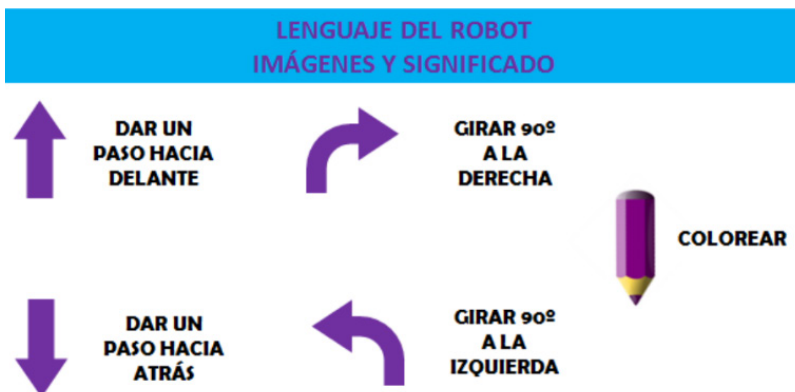 LENGUAJE DEL ROBOT
IMÁGENES Y SIGNIFICADO
DAR UN
PASO HACIA
DELANTE
GIRAR 90º
A LA
DERECHA
COLOREAR
DAR UN
PASO HACIA
ATRÁS
GIRAR 90º
A LA
IZQUIERDA